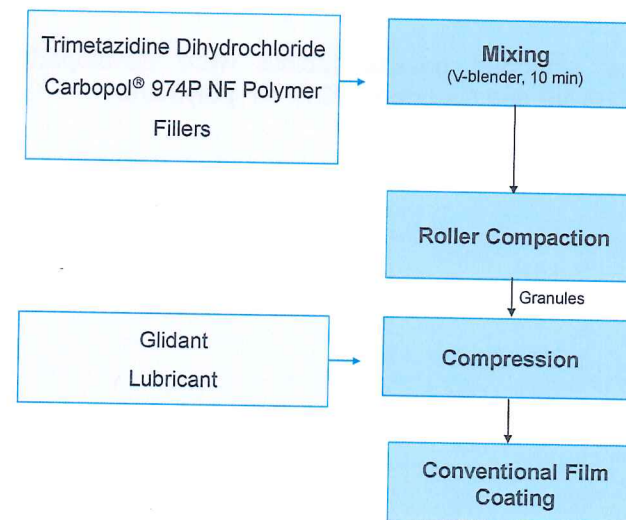 Trimetazidine Dihydrochloride
Carbopol® 974P NF Polymer
Fillers
Mixing
(V-blender, 10 min)
Roller Compaction
Granules
Glidant
Lubricant
Compression
Conventional Film
Coating